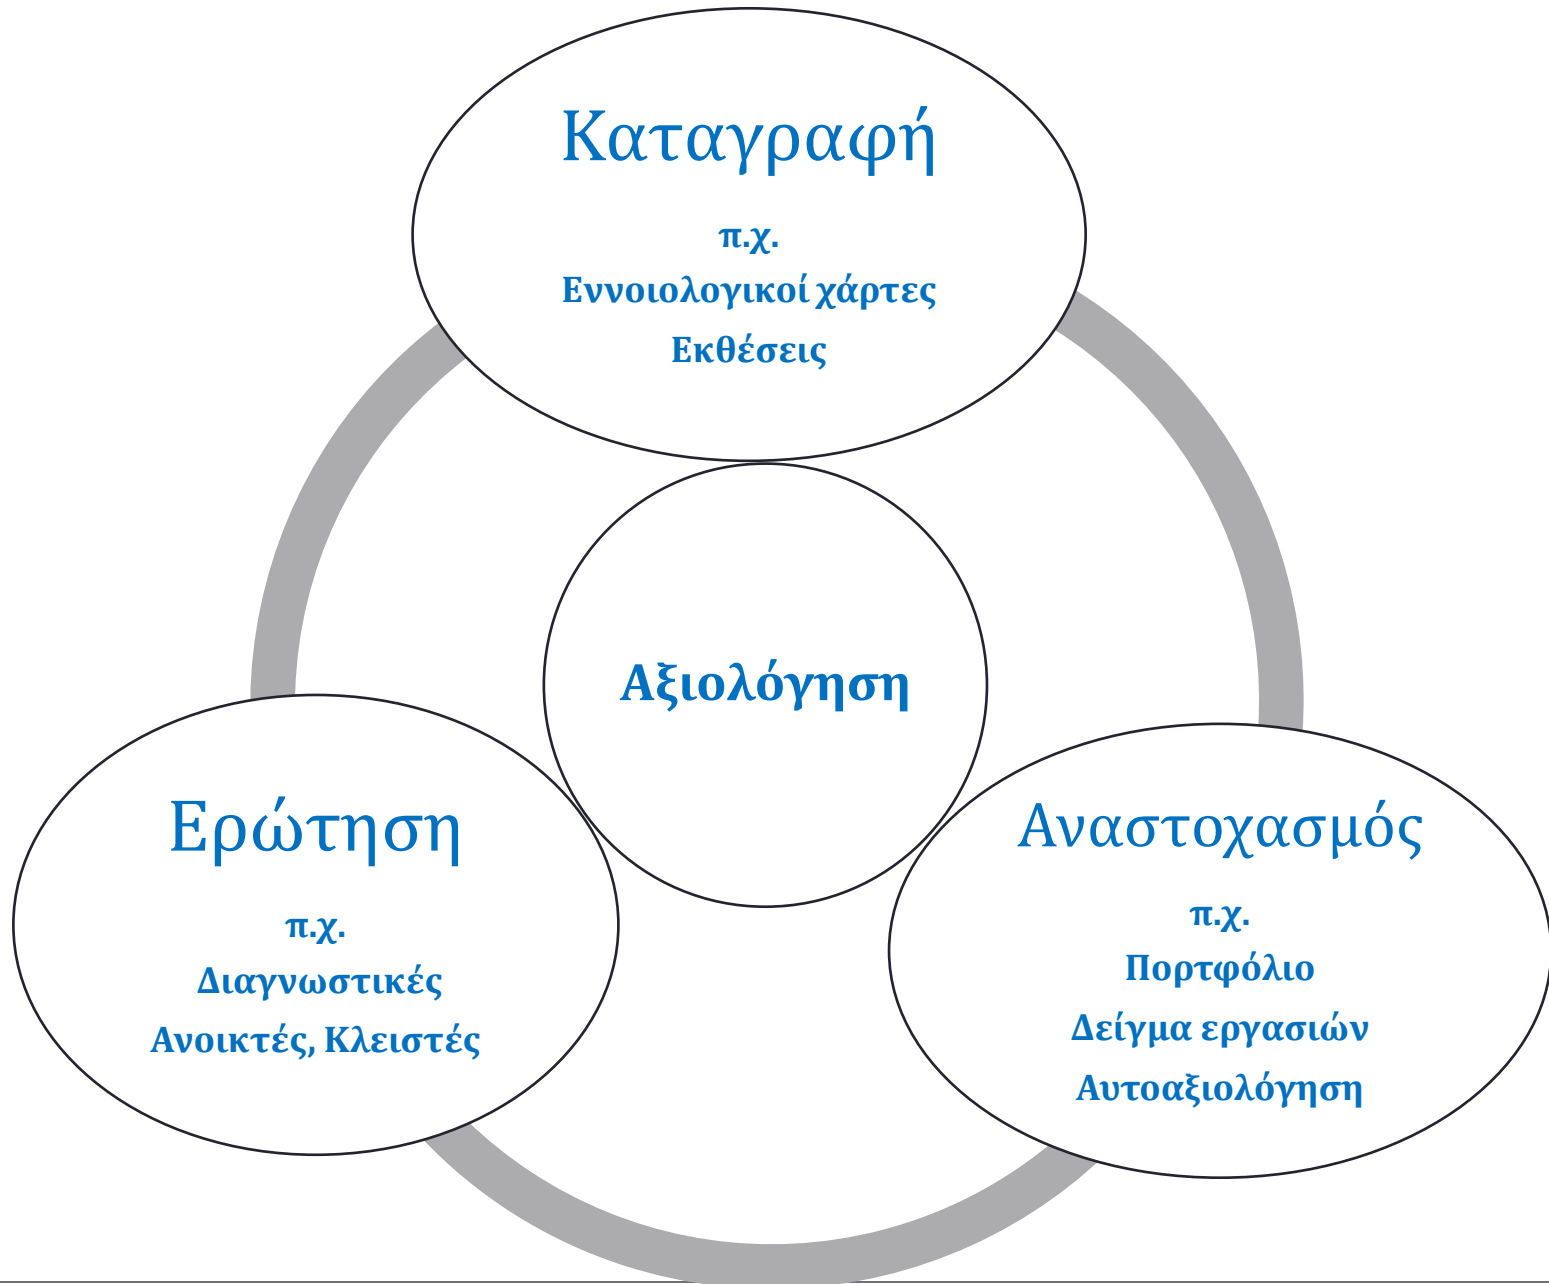 Καταγραφή
π.χ.
Εννοιολογικοί χάρτες
Εκθέσεις
Αξιολόγηση
Ερώτηση
π.χ.
Διαγνωστικές
Ανοικτές, Κλειστές
Αναστοχασμός
π.χ.
Πορτφόλιο
Δείγμα εργασιών
Αυτοαξιολόγηση